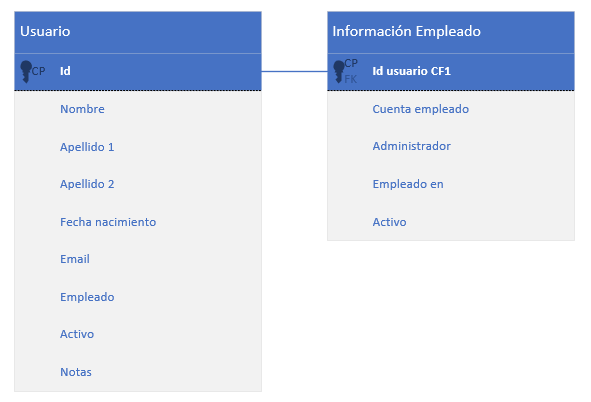 Usuario
CP Id
Nombre
Apellido 1
Apellido 2
Fecha nacimiento
Email
Empleado
Activo
Notas
Información Empleado
CP
FK
Id usuario CF1
Cuenta empleado
Administrador
Empleado en
Activo